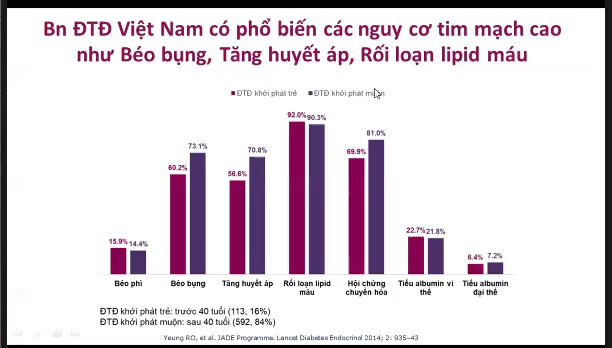 Bn ĐTĐ Việt Nam có phổ biến các nguy cơ tim mạch cao
như Béo bụng, Tăng huyết áp, Rối loạn lipid máu
ĐTĐ khởi phát trẻ ĐTĐ khởi phát muộn
15.9% 14.4% 60.2% 73.1% 56.6% 70.8% 92.0% 90.3% 69.9% 81.0% 22.7% 21.8% 6.4% 7.2%
Béo phì Béo bụng Tăng huyết áp Rối loạn lipid Hội chứng Tiểu albumin vi Tiểu albumin
máu chuyển hóa thể đại thể
ĐTĐ khởi phát trẻ: trước 40 tuổi (113, 16%)
ĐTĐ khởi phát muộn: sau 40 tuổi (592, 84%)
Yeung RO, et al. JADE Programme. Lancet Diabetes Endocrinol 2014; 2: 935–43